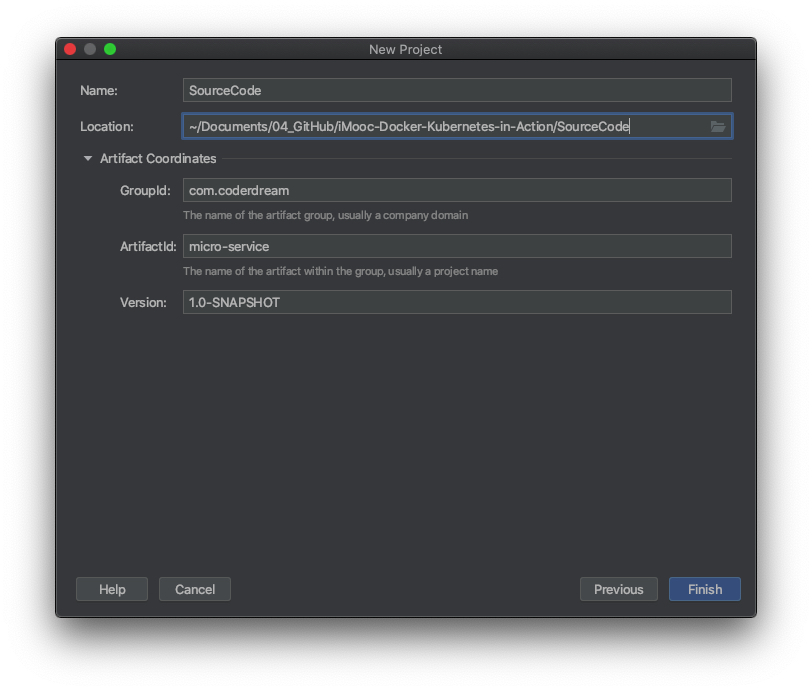 New Project
Name: SourceCode
Location: ~/Documents/04_GitHub/iMooc-Docker-Kubernetes-in-Action/SourceCode
Artifact Coordinates
GroupId: com.coderdream
The name of the artifact group, usually a company domain
ArtifactId: micro-service
The name of the artifact within the group, usually a project name
Version: 1.0-SNAPSHOT
Help Cancel Previous Finish